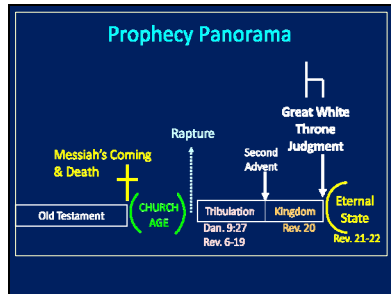 Prophecy Panorama
Great White
Throne
Judgment
Rapture
Second
Advent
Messiah's Coming
& Death
Old Testament
CHURCH
AGE
Tribulation
Kingdom
Eternal
State
Dan. 9:27
Rev. 6-19
Rev. 20
Rev. 21-22